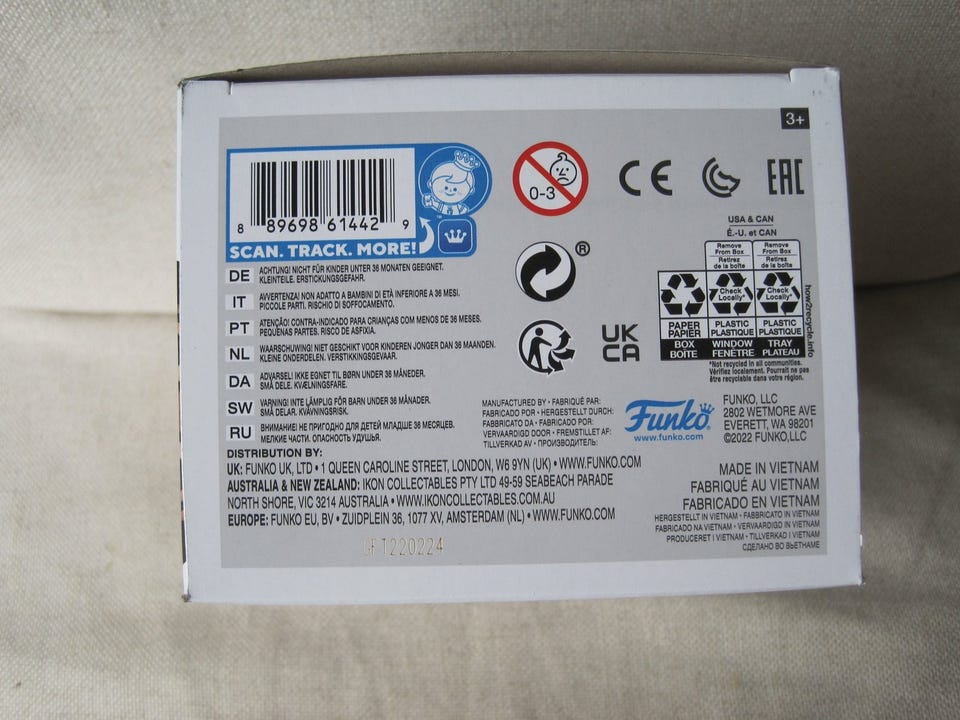 3+
8 89698 61442 9
SCAN. TRACK. MORE!
0-3
CE
EAC
®
UK
CA
USA & CAN
É.-U. et CAN
Remove From Box
Retirez de la boîte
Remove From Box
Retirez de la boîte
Check Locally*
Check Locally*
PAPER
PAPIER
BOX
BOÎTE
PLASTIC
PLASTIQUE
WINDOW
FENÊTRE
PLASTIC
PLASTIQUE
TRAY
PLATEAU
how2recycle.info
*Not recycled in all communities.
Vérifiez localement. Pourrait ne pas
être recyclable dans votre région.
DE ACHTUNG! NICHT FÜR KINDER UNTER 36 MONATEN GEEIGNET.
KLEINTEILE. ERSTICKUNGSGEFAHR.
IT AVVERTENZA! NON ADATTO A BAMBINI DI ETÀ INFERIORE A 36 MESI.
PICCOLE PARTI. RISCHIO DI SOFFOCAMENTO.
PT ATENÇÃO! CONTRA-INDICADO PARA CRIANÇAS COM MENOS DE 36 MESES.
PEQUENAS PARTES. RISCO DE ASFIXIA.
NL WAARSCHUWING! NIET GESCHIKT VOOR KINDEREN JONGER DAN 36 MAANDEN.
KLEINE ONDERDELEN. VERSTIKKINGSGEVAAR.
DA ADVARSEL! IKKE EGNET TIL BØRN UNDER 36 MÅNEDER.
SMÅ DELE. KVÆLNINGSFARE.
SW VARNING! INTE LÄMPLIG FÖR BARN UNDER 36 MÅNADER.
SMÅ DELAR. KVÄVNINGSRISK.
RU ВНИМАНИЕ! НЕ ПРИГОДНО ДЛЯ ДЕТЕЙ МЛАДШЕ 36 МЕСЯЦЕВ.
МЕЛКИЕ ЧАСТИ. ОПАСНОСТЬ УДУШЬЯ.
MANUFACTURED BY • FABRIQUÉ PAR:
FABRICADO POR • HERGESTELLT DURCH:
FABBRICATO DA • FABRICADO POR:
VERVAARDIGD DOOR • FREMSTILLET AF:
TILLVERKAD AV • ПРОИЗВОДИТЕЛЬ:
Funko®
www.funko.com
FUNKO, LLC
2802 WETMORE AVE
EVERETT, WA 98201
©2022 FUNKO, LLC
DISTRIBUTION BY:
UK: FUNKO UK, LTD • 1 QUEEN CAROLINE STREET, LONDON, W6 9YN (UK) • WWW.FUNKO.COM
AUSTRALIA & NEW ZEALAND: IKON COLLECTABLES PTY LTD 49-59 SEABEACH PARADE
NORTH SHORE, VIC 3214 AUSTRALIA • WWW.IKONCOLLECTABLES.COM.AU
EUROPE: FUNKO EU, BV • ZUIDPLEIN 36, 1077 XV, AMSTERDAM (NL) • WWW.FUNKO.COM
MADE IN VIETNAM
FABRIQUÉ AU VIETNAM
FABRICADO EN VIETNAM
HERGESTELLT IN VIETNAM • FABBRICATO IN VIETNAM
FABRICADO NA VIETNAM • VERVAARDIGD IN VIETNAM
PRODUCERET I VIETNAM • TILLVERKAD I VIETNAM
СДЕЛАНО ВО ВЬЕТНАМЕ